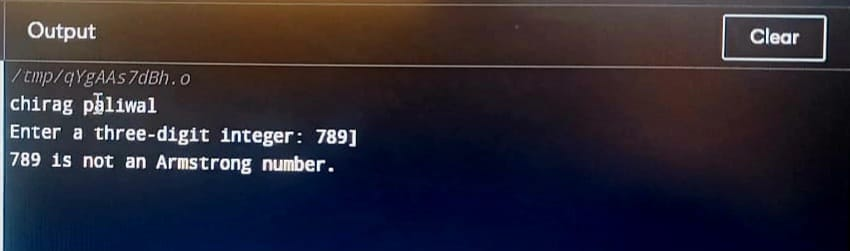 Output
Clear
/tmp/qYgAAs7dBh.o
chirag paliwal
Enter a three-digit integer: 789]
789 is not an Armstrong number.